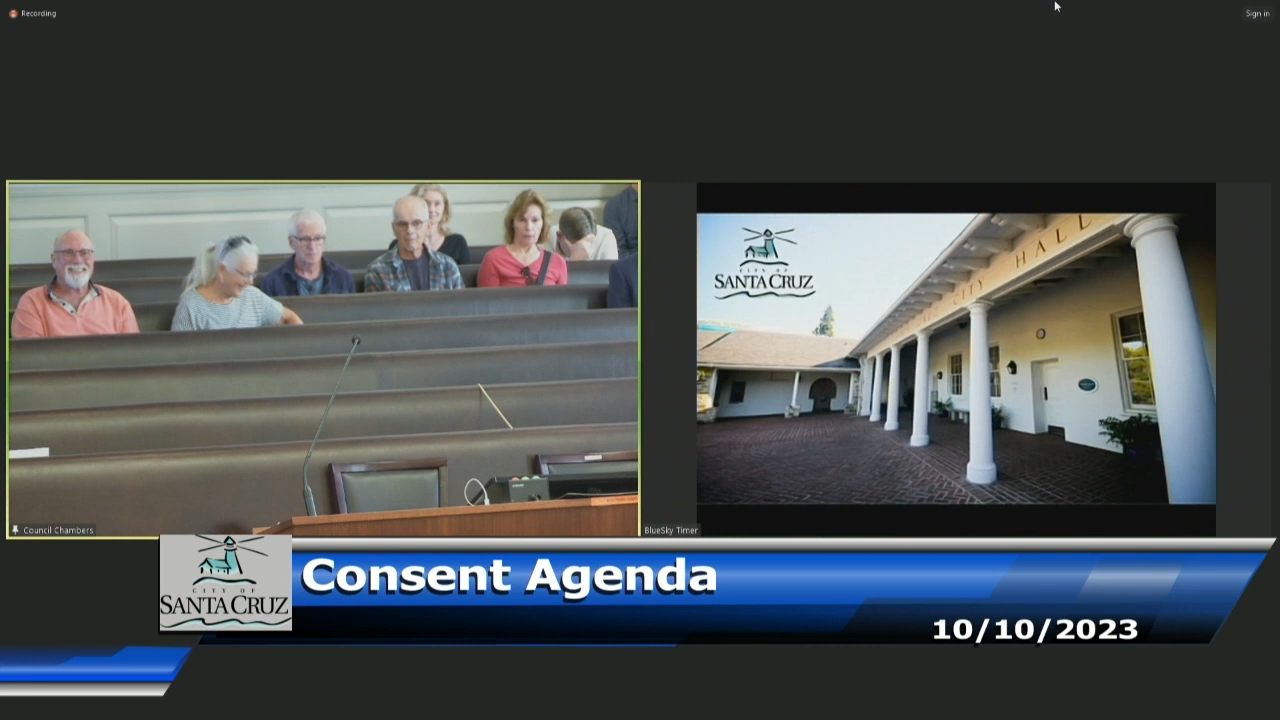 Recording
Sign in
CITY OF
SANTA CRUZ
CITY HALL
Council Chambers
BlueSky Timer
CITY OF
SANTA CRUZ
Consent Agenda
10/10/2023